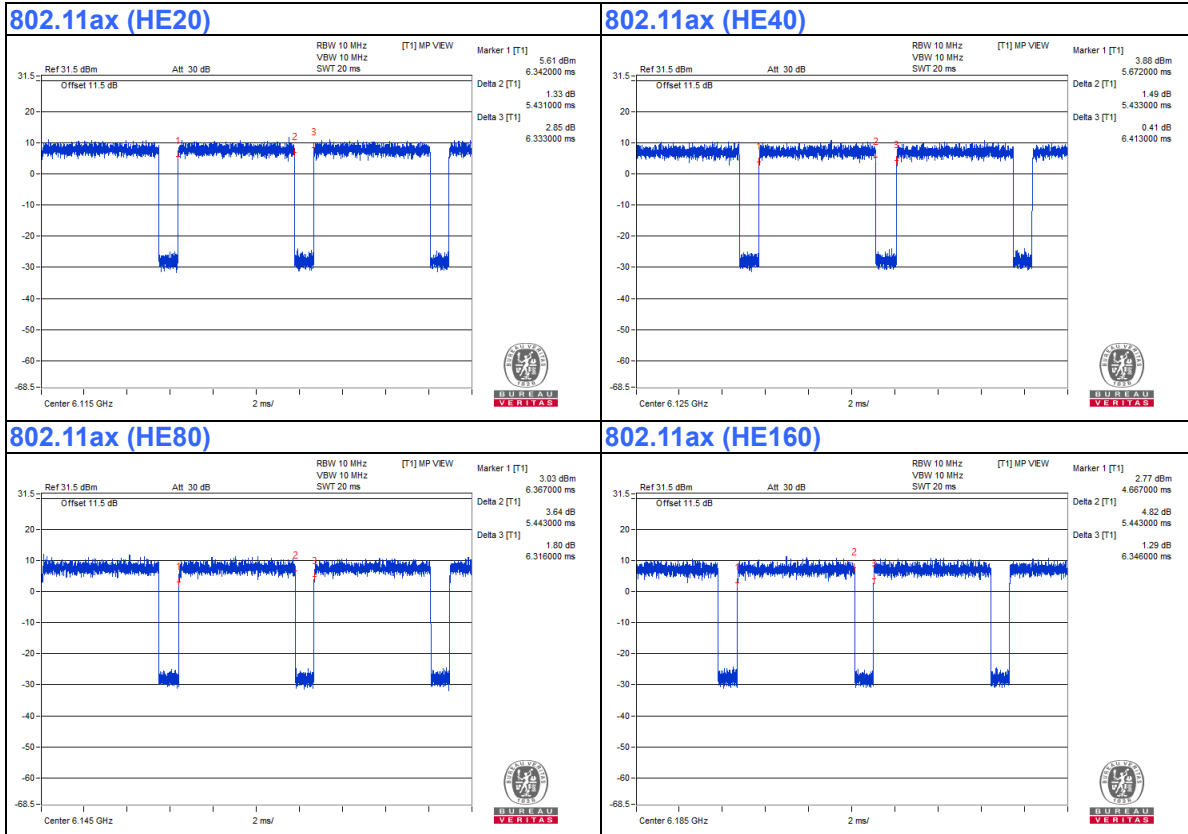 802.11ax (HE20)
RBW 10 MHz
[T1] MP VIEW
VBW 10 MHz
SWT 20 ms
Ref 31.5 dBm
Att 30 dB
Offset 11.5 dB
Marker 1 [T1]
5.61 dBm
6.342000 ms
Delta 2 [T1]
1.33 dB
5.431000 ms
Delta 3 [T1]
2.85 dB
6.333000 ms
31.5
20
10
0
-10
-20
-30
-40
-50
-60
-68.5
1
2
3
Center 6.115 GHz
2 ms/
BUREAU
VERITAS
802.11ax (HE40)
RBW 10 MHz
[T1] MP VIEW
VBW 10 MHz
SWT 20 ms
Ref 31.5 dBm
Att 30 dB
Offset 11.5 dB
Marker 1 [T1]
3.88 dBm
5.672000 ms
Delta 2 [T1]
1.49 dB
5.433000 ms
Delta 3 [T1]
0.41 dB
6.413000 ms
31.5
20
10
0
-10
-20
-30
-40
-50
-60
-68.5
1
2
3
Center 6.125 GHz
2 ms/
BUREAU
VERITAS
802.11ax (HE80)
RBW 10 MHz
[T1] MP VIEW
VBW 10 MHz
SWT 20 ms
Ref 31.5 dBm
Att 30 dB
Offset 11.5 dB
Marker 1 [T1]
3.03 dBm
6.367000 ms
Delta 2 [T1]
3.64 dB
5.443000 ms
Delta 3 [T1]
1.80 dB
6.316000 ms
31.5
20
10
0
-10
-20
-30
-40
-50
-60
-68.5
1
2
3
Center 6.145 GHz
2 ms/
BUREAU
VERITAS
802.11ax (HE160)
RBW 10 MHz
[T1] MP VIEW
VBW 10 MHz
SWT 20 ms
Ref 31.5 dBm
Att 30 dB
Offset 11.5 dB
Marker 1 [T1]
2.77 dBm
4.667000 ms
Delta 2 [T1]
4.82 dB
5.443000 ms
Delta 3 [T1]
1.29 dB
6.346000 ms
31.5
20
10
0
-10
-20
-30
-40
-50
-60
-68.5
1
2
3
Center 6.185 GHz
2 ms/
BUREAU
VERITAS